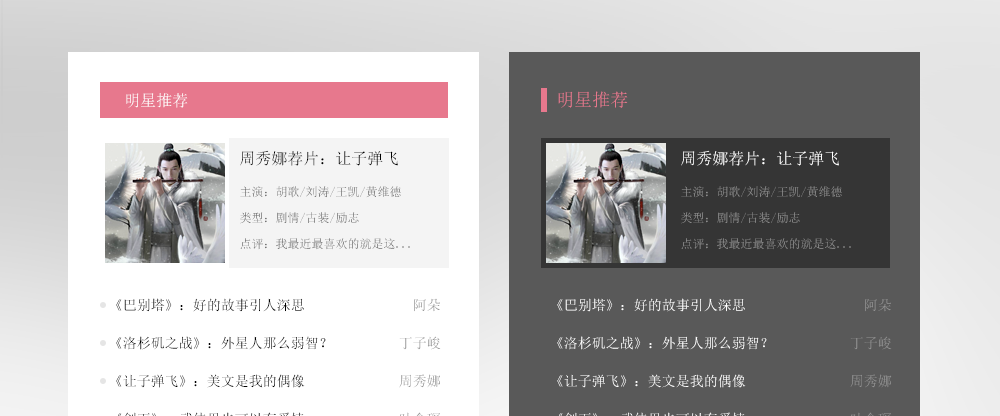 明星推荐
周秀娜荐片：让子弹飞
主演：胡歌/刘涛/王凯/黄维德
类型：剧情/古装/励志
点评：我最近最喜欢的就是这...
《巴别塔》：好的故事引人深思 阿朵
《洛杉矶之战》：外星人那么弱智？ 丁子峻
《让子弹飞》：美文是我的偶像 周秀娜
明星推荐
周秀娜荐片：让子弹飞
主演：胡歌/刘涛/王凯/黄维德
类型：剧情/古装/励志
点评：我最近最喜欢的就是这...
《巴别塔》：好的故事引人深思 阿朵
《洛杉矶之战》：外星人那么弱智？ 丁子峻
《让子弹飞》：美文是我的偶像 周秀娜